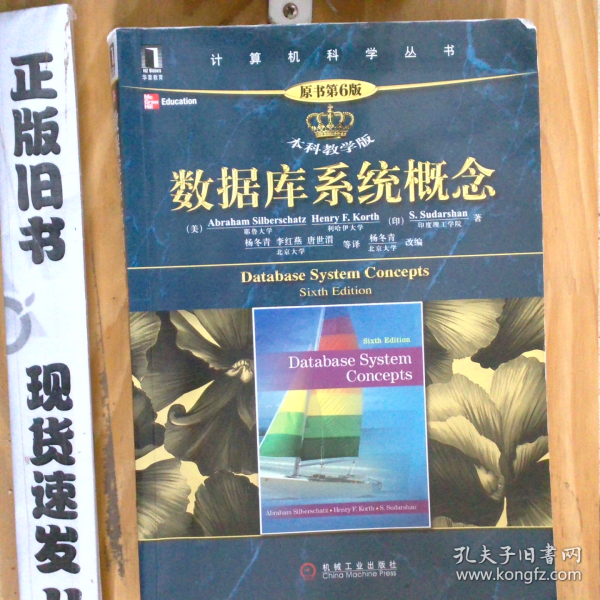 正版旧书
现货速发
HZ BOOKS
华章教育
计算机科学丛书
Education
原书第6版
本科教学版
数据库系统概念
(美) Abraham Silberschatz Henry F. Korth (印) S. Sudarshan 著
耶鲁大学 利哈伊大学 印度理工学院
杨冬青 李红燕 唐世渭 等译 杨冬青 改编
北京大学 北京大学
Database System Concepts
Sixth Edition
Sixth Edition
Database System
Concepts
Abraham Silberschatz • Henry F. Korth • S. Sudarshan
机械工业出版社
China Machine Press
孔夫子旧书网
www.kongfz.com